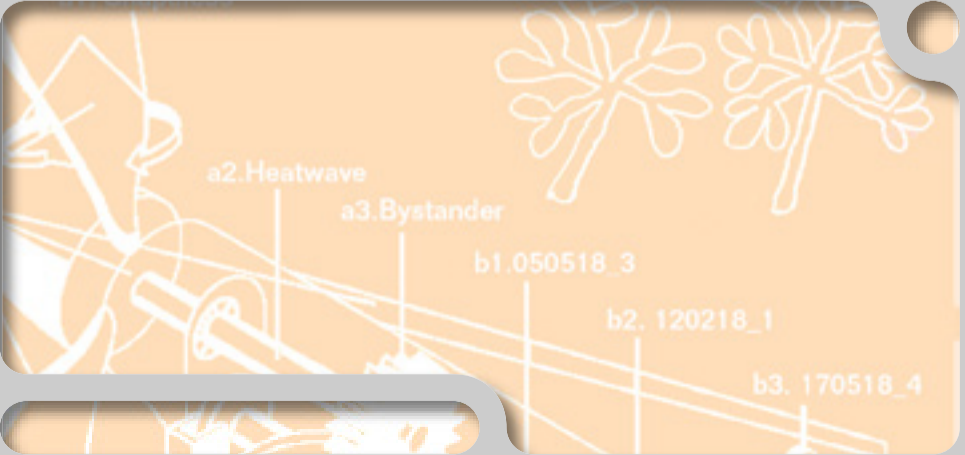 a2.Heatwave
a3.Bystander
b1.050518_3
b2. 120218_1
b3. 170518_4